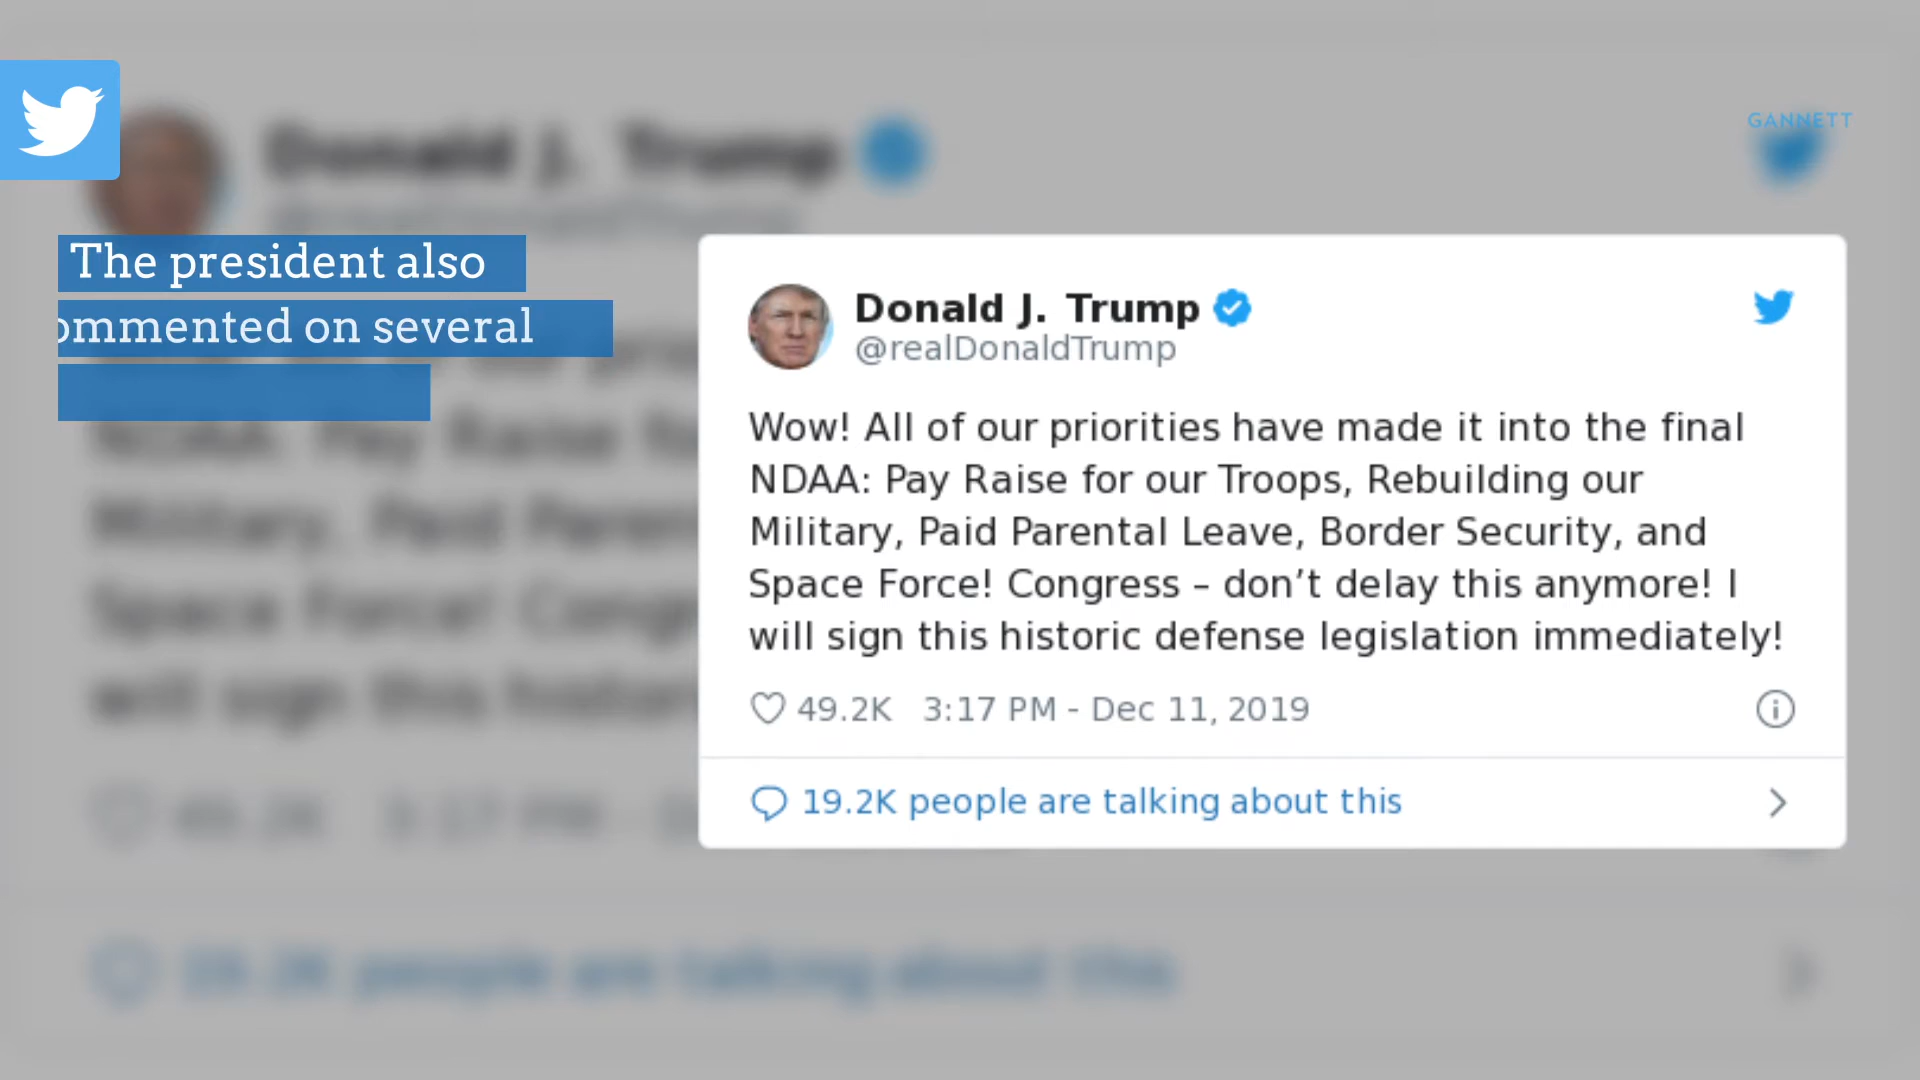 GANNETT
The president also
ommented on several
Donald J. Trump
@realDonaldTrump
Wow! All of our priorities have made it into the final
NDAA: Pay Raise for our Troops, Rebuilding our
Military, Paid Parental Leave, Border Security, and
Space Force! Congress – don’t delay this anymore! I
will sign this historic defense legislation immediately!
49.2K 3:17 PM - Dec 11, 2019
19.2K people are talking about this